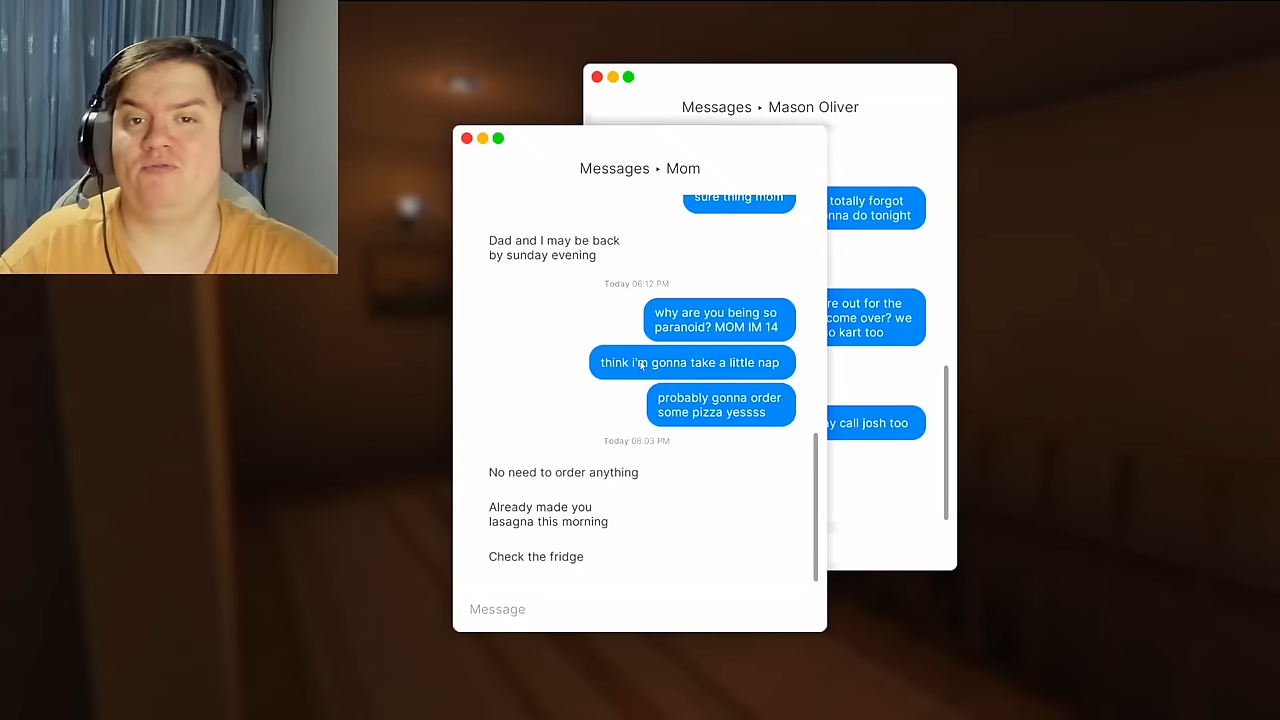 Messages ‣ Mason Oliver
totally forgot
nna do tonight
re out for the
come over? we
o kart too
y call josh too
Messages ‣ Mom
sure thing mom
Dad and I may be back
by sunday evening
Today 06:12 PM
why are you being so
paranoid? MOM IM 14
think i'm gonna take a little nap
probably gonna order
some pizza yessss
Today 08:03 PM
No need to order anything
Already made you
lasagna this morning
Check the fridge
Message